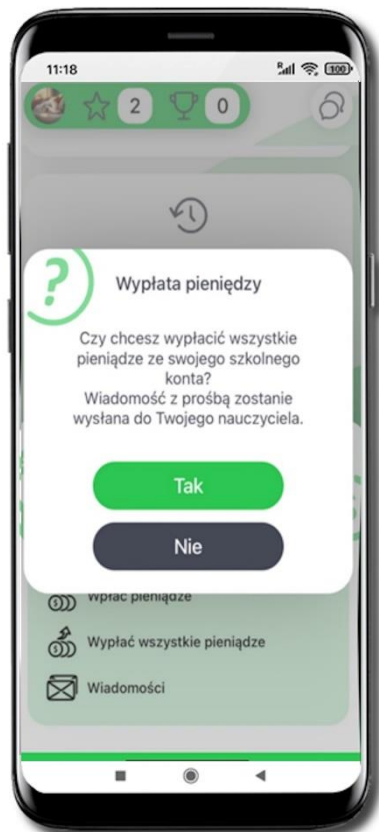 11:18
R
100
2
0
?
Wypłata pieniędzy
Czy chcesz wypłacić wszystkie
pieniądze ze swojego szkolnego
konta?
Wiadomość z prośbą zostanie
wysłana do Twojego nauczyciela.
Tak
Nie
Wpłać pieniądze
Wypłać wszystkie pieniądze
Wiadomości